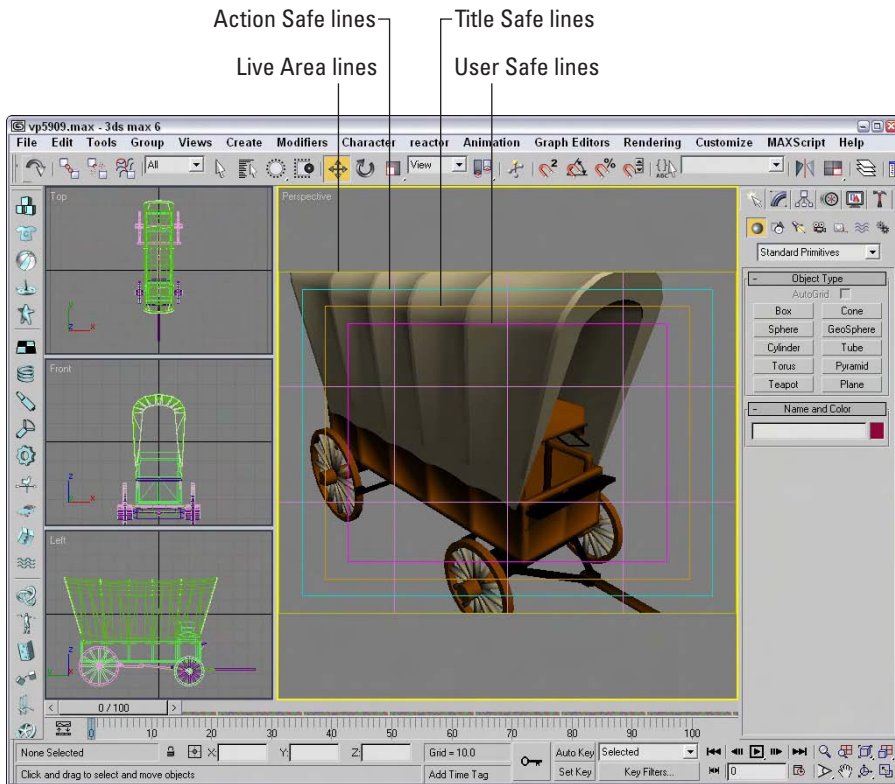 Action Safe lines Title Safe lines
Live Area lines User Safe lines
vp5909.max - 3ds max 6
File Edit Tools Group Views Create Modifiers Character reactor Animation Graph Editors Rendering Customize MAXScript Help
All View
Top
Perspective
Standard Primitives
- Object Type
AutoGrid
Box Cone
Sphere GeoSphere
Cylinder Tube
Torus Pyramid
Teapot Plane
- Name and Color
y
z x
Front
z
y x
Left
z
y x
< 0 / 100 >
0 10 20 30 40 50 60 70 80 90 100
None Selected X: Y: Z: Grid = 10.0 Auto Key Selected
Click and drag to select and move objects Add Time Tag Set Key Key Filters... 0